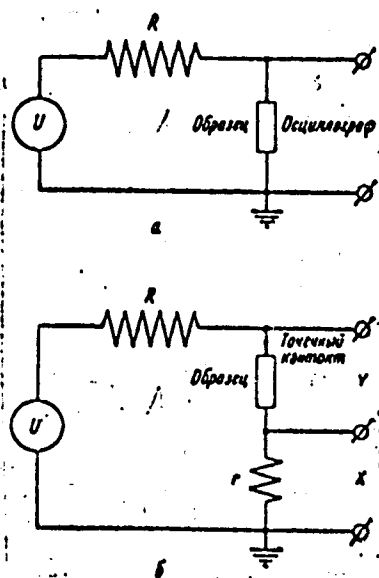 R
U
Образец Осциллограф
а
R
Точечный
контакт
Образец
Y
U
r
X
б